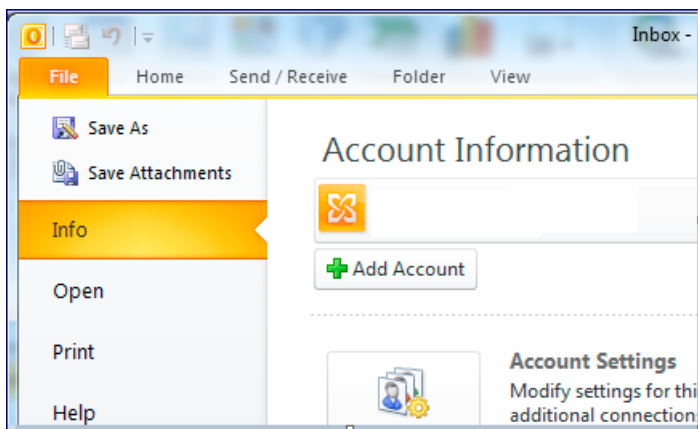 Inbox -
File Home Send / Receive Folder View
Save As
Save Attachments
Info
Open
Print
Help
Account Information
Add Account
Account Settings
Modify settings for thi
additional connection